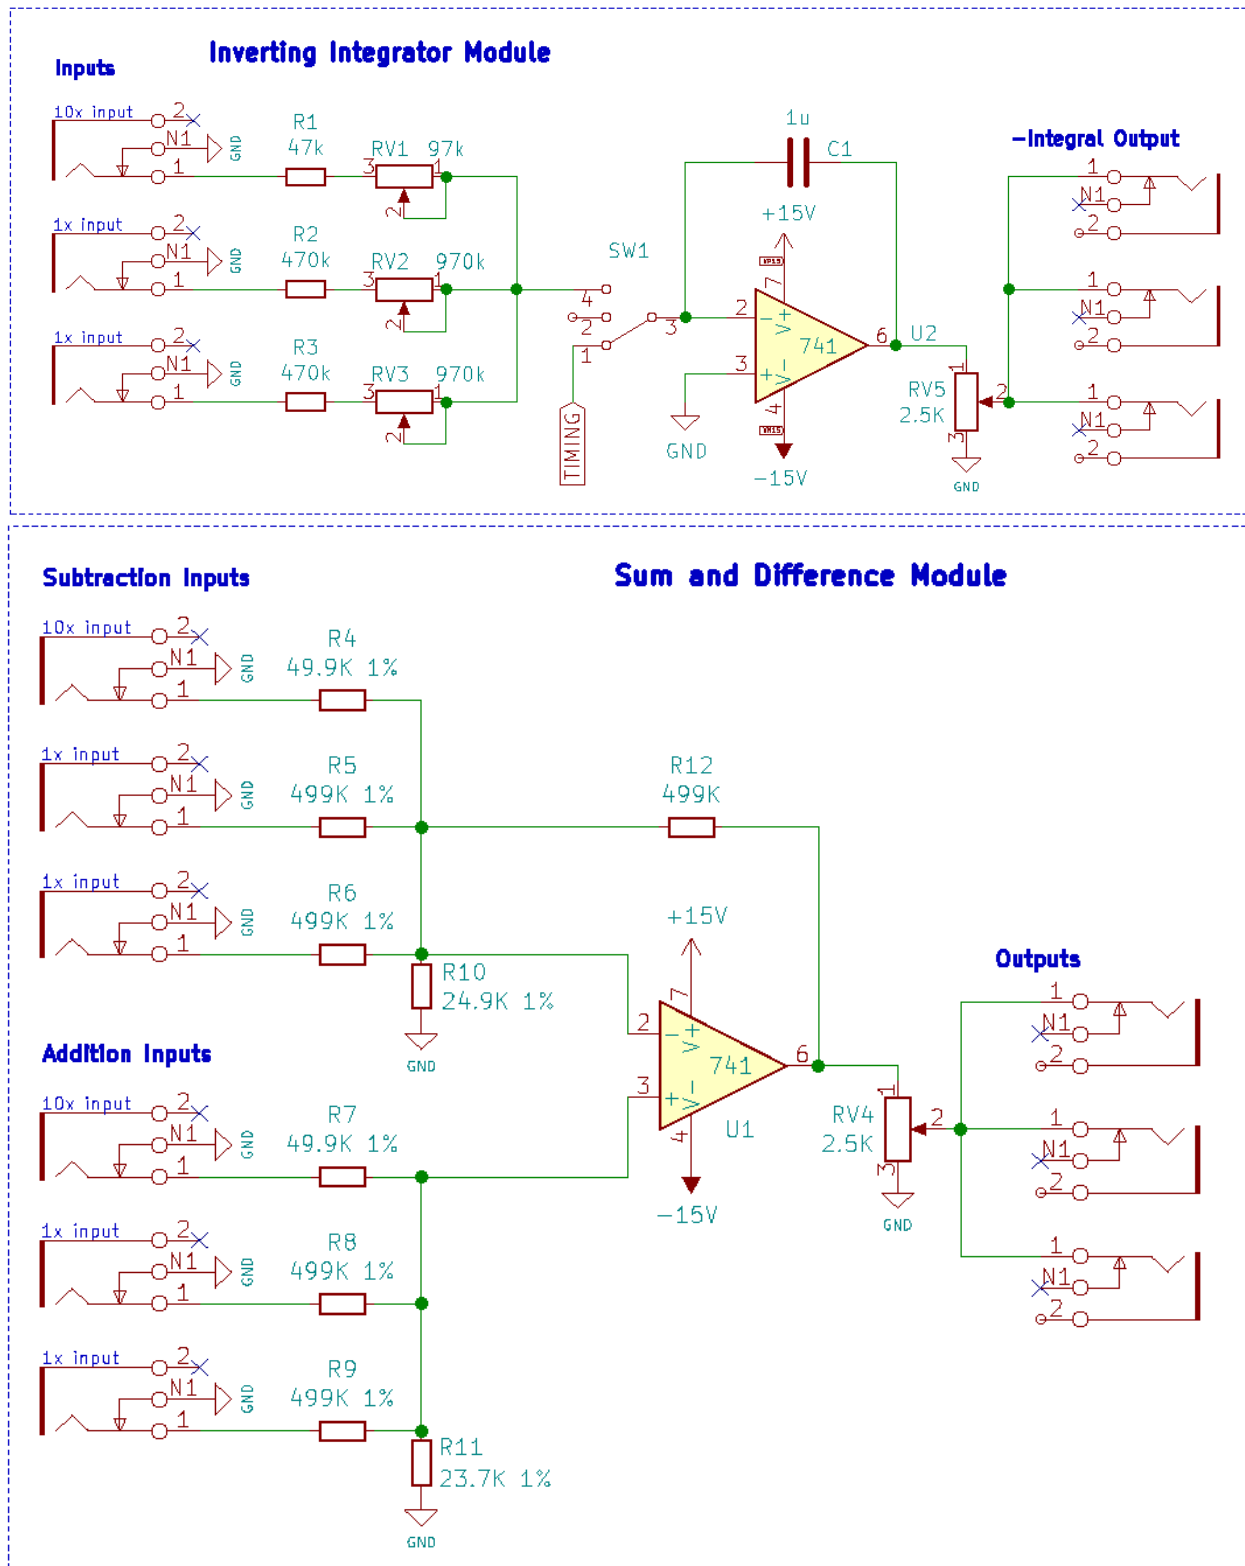 Inverting Integrator Module
Inputs
10x input
2
N1
GND
1
R1
47k
RV1 97k
3
1
2
1x input
2
N1
GND
1
R2
470k
RV2 970k
3
1
2
1x input
2
N1
GND
1
R3
470k
RV3 970k
3
1
2
SW1
4
2
1
3
TIMING
1u
C1
+15V
VP15
7
2
-
V+
741
6
U2
3
+
V-
4
VM15
GND
-15V
RV5
2.5K
1
2
3
GND
-Integral Output
1
N1
2
1
N1
2
1
N1
2
Sum and Difference Module
Subtraction Inputs
10x input
2
N1
GND
1
R4
49.9K 1%
1x input
2
N1
GND
1
R5
499K 1%
1x input
2
N1
GND
1
R6
499K 1%
R10
24.9K 1%
GND
R12
499K
+15V
7
2
-
V+
741
6
3
+
V-
4
U1
-15V
Addition Inputs
10x input
2
N1
GND
1
R7
49.9K 1%
1x input
2
N1
GND
1
R8
499K 1%
1x input
2
N1
GND
1
R9
499K 1%
R11
23.7K 1%
GND
RV4
2.5K
1
2
3
GND
Outputs
1
N1
2
1
N1
2
1
N1
2